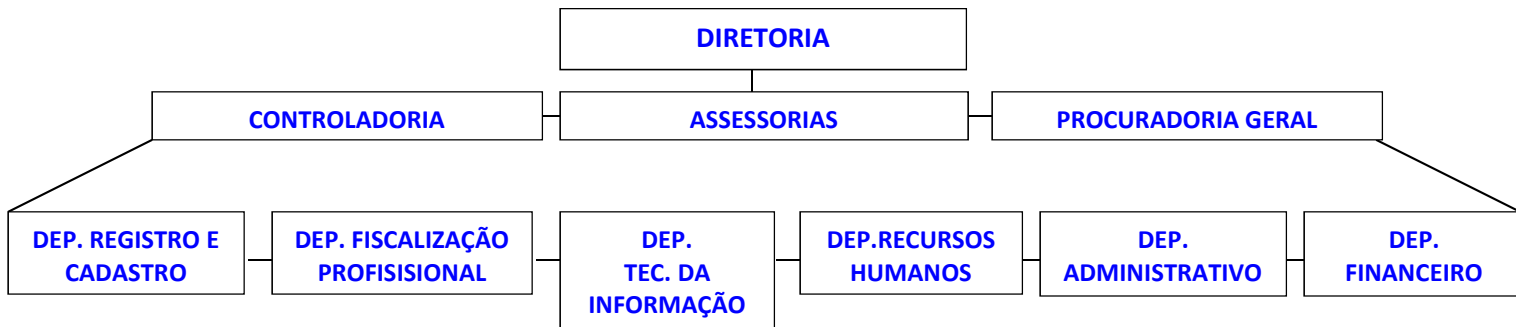 DIRETORIA
CONTROLADORIA
ASSESSORIAS
PROCURADORIA GERAL
DEP. REGISTRO E
CADASTRO
DEP. FISCALIZAÇÃO
PROFISISIONAL
DEP.
TEC. DA
INFORMAÇÃO
DEP.RECURSOS
HUMANOS
DEP.
ADMINISTRATIVO
DEP.
FINANCEIRO